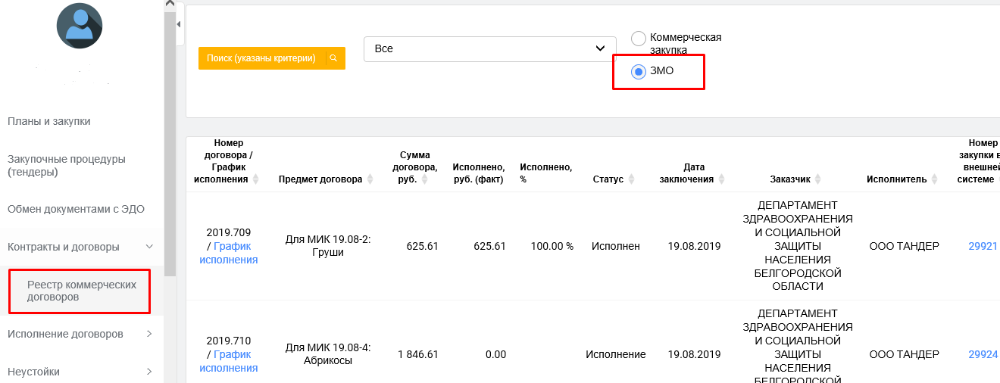 Планы и закупки
Закупочные процедуры
(тендеры)
Обмен документами с ЭДО
Контракты и договоры
Реестр коммерческих
договоров
Исполнение договоров
Неустойки
Поиск (указаны критерии)
Все
Коммерческая
закупка
ЗМО
Номер
договора /
График
исполнения
Предмет договора
Сумма
договора,
руб.
Исполнено,
руб. (факт)
Исполнено,
%
Статус
Дата
заключения
Заказчик
Исполнитель
Номер
закупки в
внешней
системе
2019.709
/ График
исполнения
Для МИК 19.08-2:
Груши
625.61
625.61
100.00 %
Исполнен
19.08.2019
ДЕПАРТАМЕНТ
ЗДРАВООХРАНЕНИЯ
И СОЦИАЛЬНОЙ
ЗАЩИТЫ
НАСЕЛЕНИЯ
БЕЛГОРОДСКОЙ
ОБЛАСТИ
ООО ТАНДЕР
29921
2019.710
/ График
исполнения
Для МИК 19.08-4:
Абрикосы
1 846.61
0.00
Исполнение
19.08.2019
ДЕПАРТАМЕНТ
ЗДРАВООХРАНЕНИЯ
И СОЦИАЛЬНОЙ
ЗАЩИТЫ
НАСЕЛЕНИЯ
БЕЛГОРОДСКОЙ
ООО ТАНДЕР
29924